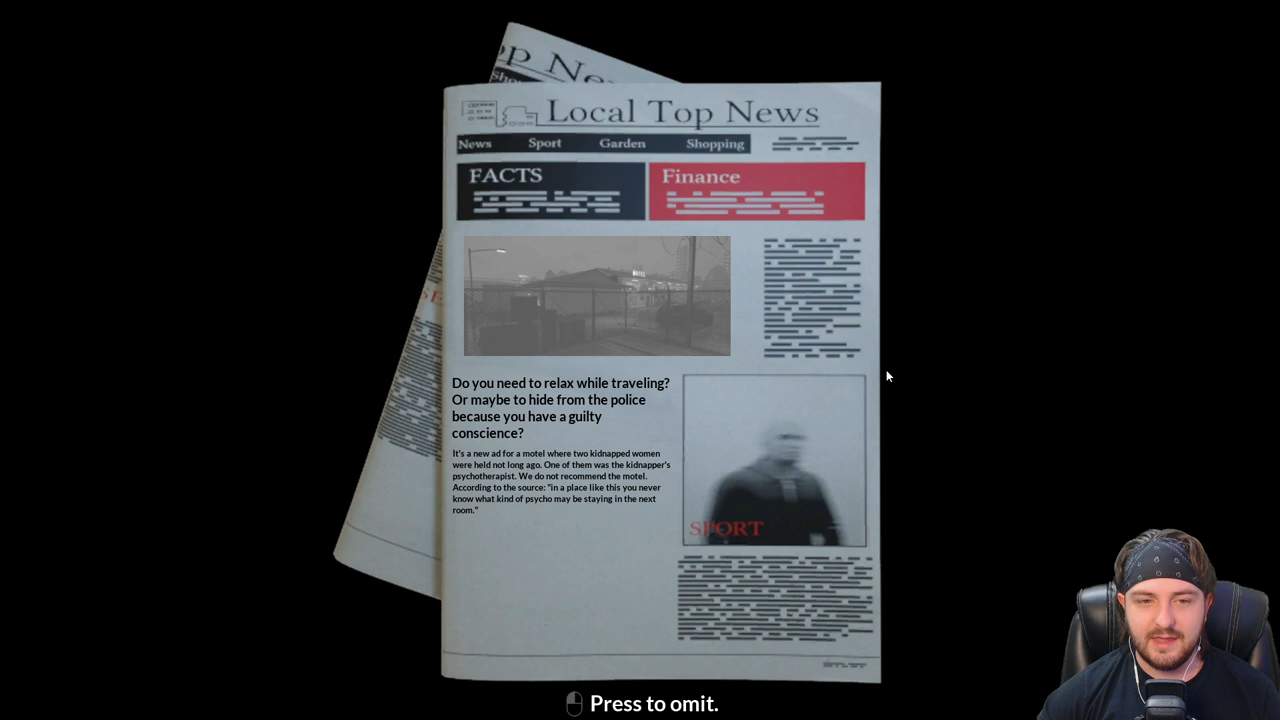 Local Top News
News Sport Garden Shopping
FACTS
Finance
MOTEL
Do you need to relax while traveling?
Or maybe to hide from the police
because you have a guilty
conscience?
It's a new ad for a motel where two kidnapped women
were held not long ago. One of them was the kidnapper's
psychotherapist. We do not recommend the motel.
According to the source: "in a place like this you never
know what kind of psycho may be staying in the next
room."
SPORT
Press to omit.